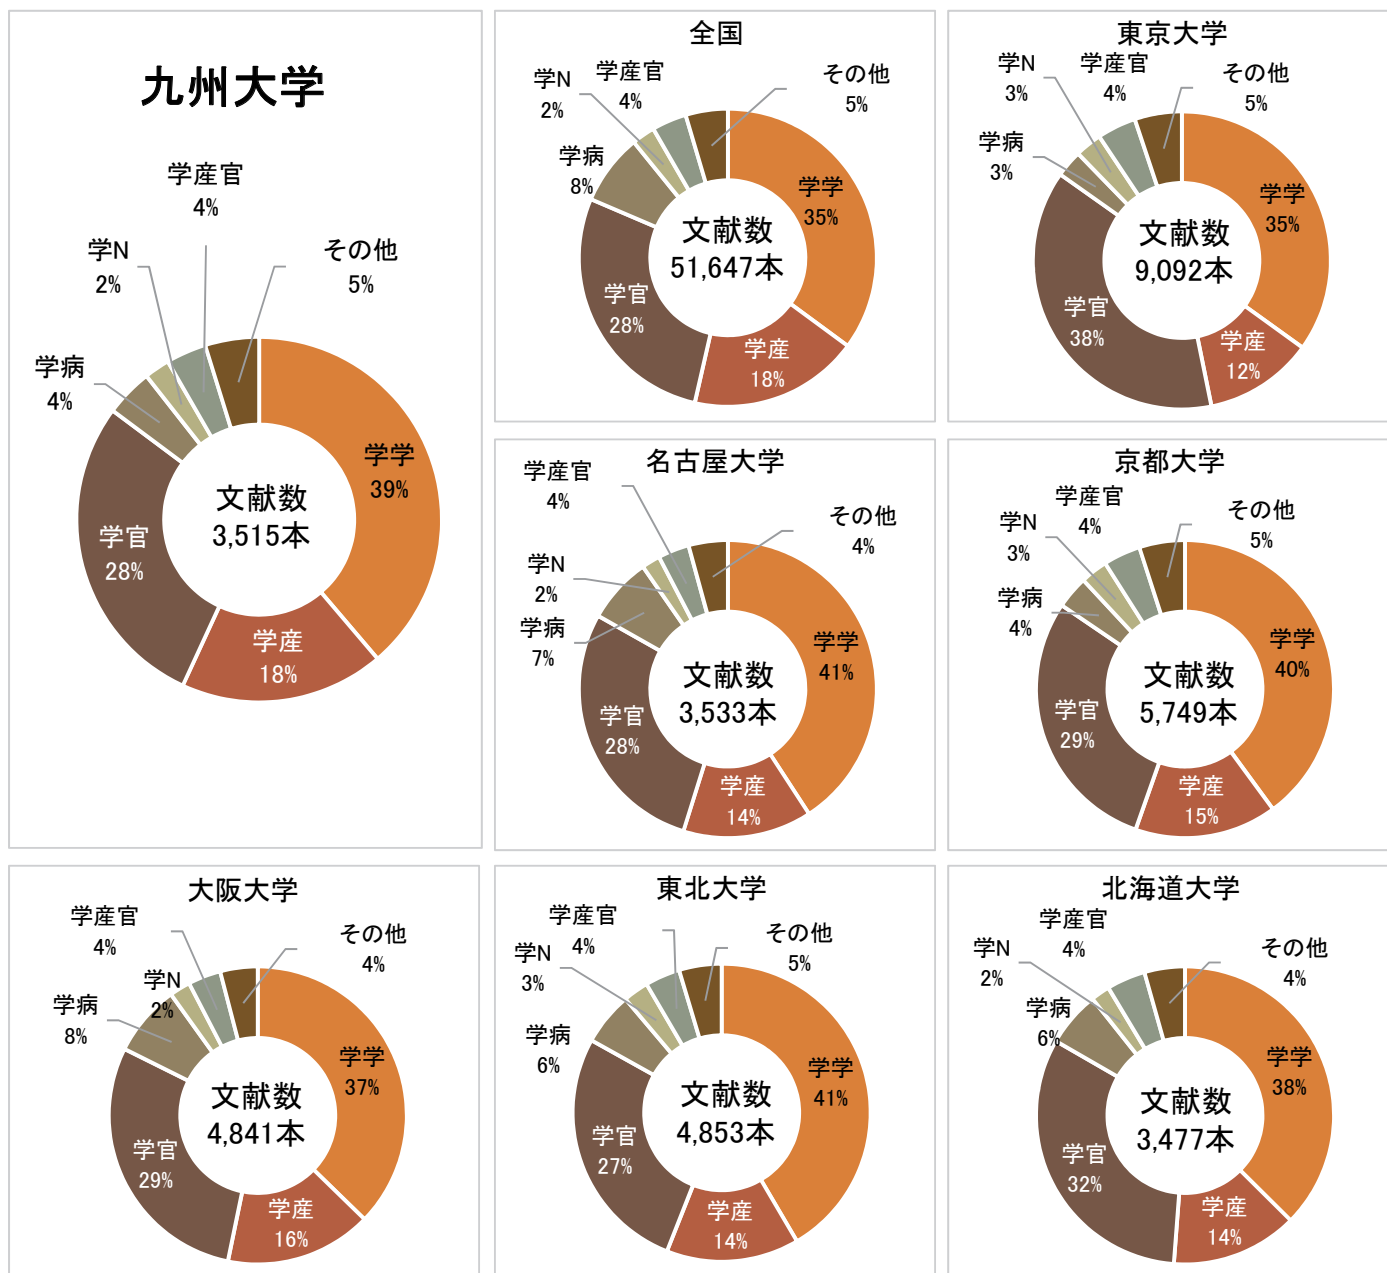 九州大学
学産官
4%
学N
2%
その他
5%
学病
4%
学学
39%
文献数
3,515本
学官
28%
学産
18%
全国
学N
2%
学産官
4%
その他
5%
学病
8%
学学
35%
文献数
51,647本
学官
28%
学産
18%
東京大学
学N
3%
学産官
4%
その他
5%
学病
3%
学学
35%
文献数
9,092本
学官
38%
学産
12%
名古屋大学
学産官
4%
その他
4%
学N
2%
学病
7%
学学
41%
文献数
3,533本
学官
28%
学産
14%
京都大学
学産官
4%
その他
5%
学N
3%
学病
4%
学学
40%
文献数
5,749本
学官
29%
学産
15%
大阪大学
学産官
4%
その他
4%
学N
2%
学病
8%
学学
37%
文献数
4,841本
学官
29%
学産
16%
東北大学
学産官
4%
その他
5%
学N
3%
学病
6%
学学
41%
文献数
4,853本
学官
27%
学産
14%
北海道大学
学産官
4%
その他
4%
学N
2%
学病
6%
学学
38%
文献数
3,477本
学官
32%
学産
14%